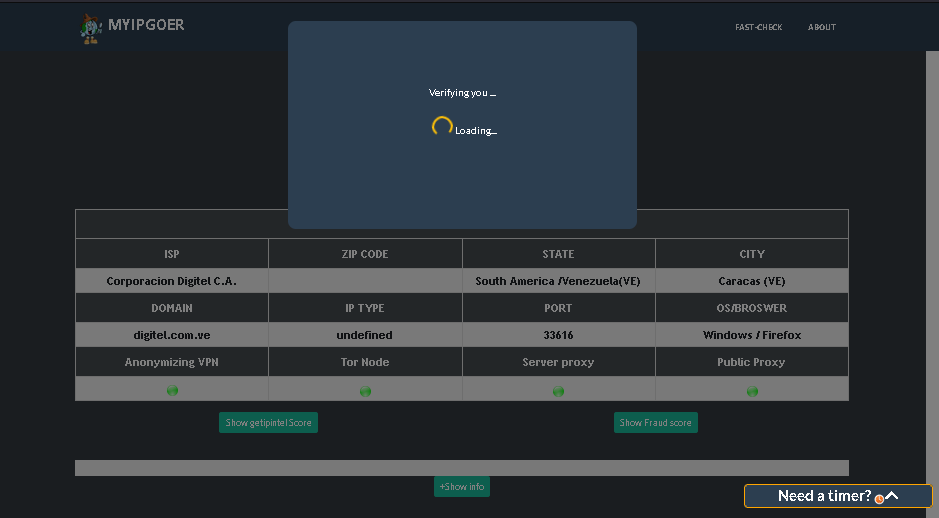 MYIPGOER
FAST-CHECK ABOUT
Verifying you ...
Loading...
ISP ZIP CODE STATE CITY
Corporacion Digitel C.A. South America /Venezuela(VE) Caracas (VE)
DOMAIN IP TYPE PORT OS/BROSWER
digitel.com.ve undefined 33616 Windows / Firefox
Anonymizing VPN Tor Node Server proxy Public Proxy
Show getipintel Score Show Fraud score
+Show info
Need a timer?